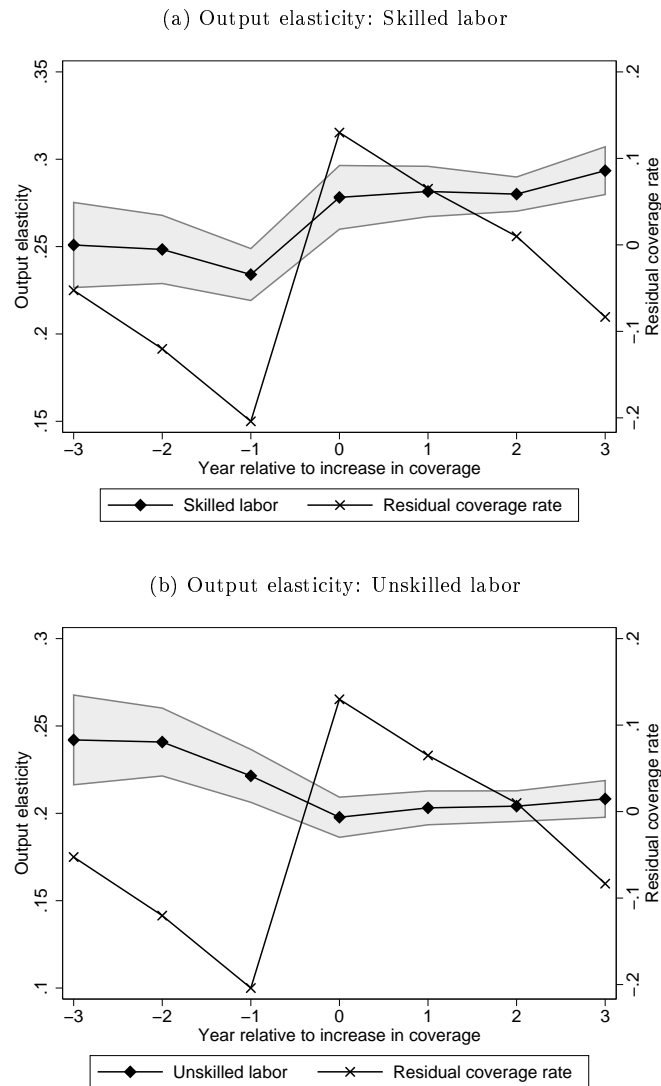 (a) Output elasticity: Skilled labor
.35
.3
.25
.2
.15
Output elasticity
.2
.1
0
-.1
-.2
Residual coverage rate
−3 −2 −1 0 1 2 3
Year relative to increase in coverage
Skilled labor Residual coverage rate
(b) Output elasticity: Unskilled labor
.3
.25
.2
.15
.1
Output elasticity
.2
.1
0
-.1
-.2
Residual coverage rate
−3 −2 −1 0 1 2 3
Year relative to increase in coverage
Unskilled labor Residual coverage rate